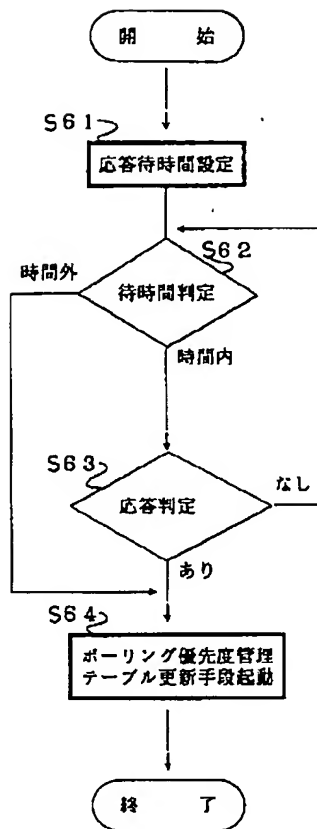 開 始
S61
応答待時間設定
S62
時間外
待時間判定
時間内
S63
なし
応答判定
あり
S64
ポーリング優先度管理
テーブル更新手段起動
終 了